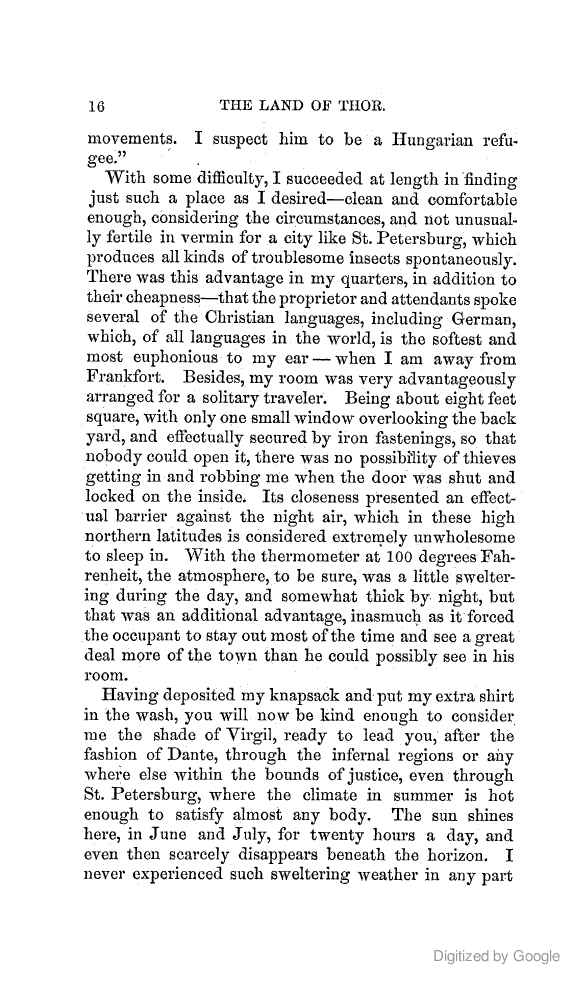 16 THE LAND OF THOR.
movements. I suspect him to be a Hungarian refu-
gee."
With some difficulty, I succeeded at length in finding
just such a place as I desired—clean and comfortable
enough, considering the circumstances, and not unusual-
ly fertile in vermin for a city like St. Petersburg, which
produces all kinds of troublesome insects spontaneously.
There was this advantage in my quarters, in addition to
their cheapness—that the proprietor and attendants spoke
several of the Christian languages, including German,
which, of all languages in the world, is the softest and
most euphonious to my ear — when I am away from
Frankfort. Besides, my room was very advantageously
arranged for a solitary traveler. Being about eight feet
square, with only one small window overlooking the back
yard, and effectually secured by iron fastenings, so that
nobody could open it, there was no possibility of thieves
getting in and robbing me when the door was shut and
locked on the inside. Its closeness presented an effect-
ual barrier against the night air, which in these high
northern latitudes is considered extremely unwholesome
to sleep in. With the thermometer at 100 degrees Fah-
renheit, the atmosphere, to be sure, was a little swelter-
ing during the day, and somewhat thick by night, but
that was an additional advantage, inasmuch as it forced
the occupant to stay out most of the time and see a great
deal more of the town than he could possibly see in his
room.
Having deposited my knapsack and put my extra shirt
in the wash, you will now be kind enough to consider
me the shade of Virgil, ready to lead you, after the
fashion of Dante, through the infernal regions or any
where else within the bounds of justice, even through
St. Petersburg, where the climate in summer is hot
enough to satisfy almost any body. The sun shines
here, in June and July, for twenty hours a day, and
even then scarcely disappears beneath the horizon. I
never experienced such sweltering weather in any part
Digitized by Google